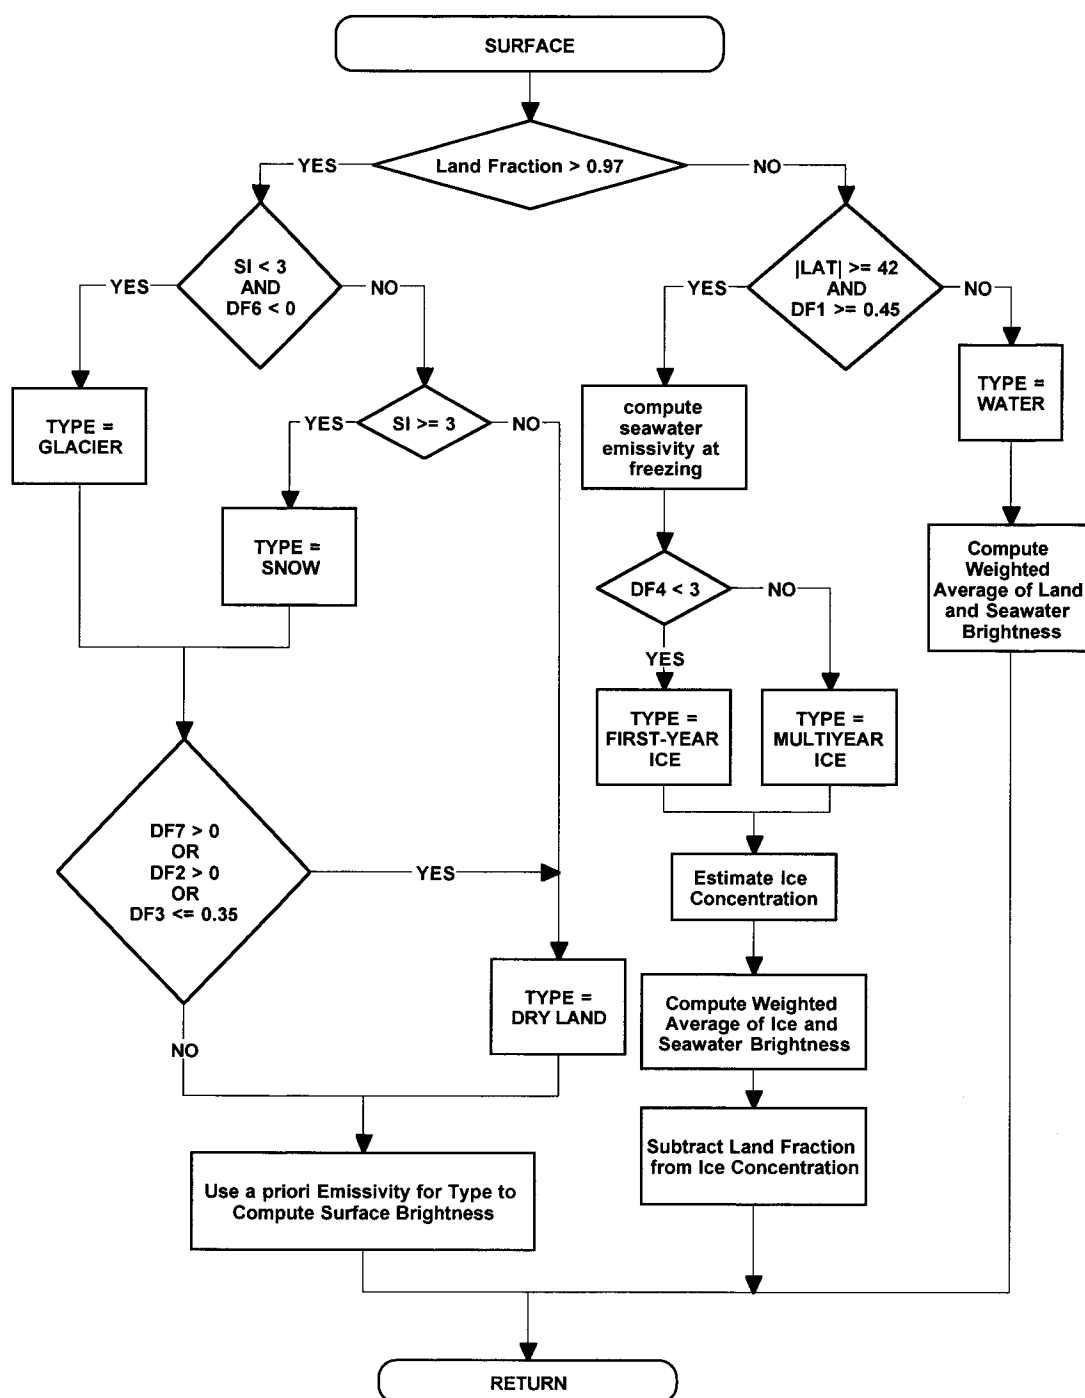 SURFACE
Land Fraction > 0.97
YES
NO
SI < 3
AND
DF6 < 0
YES
NO
|LAT| >= 42
AND
DF1 >= 0.45
YES
NO
TYPE =
GLACIER
SI >= 3
YES
NO
compute
seawater
emissivity at
freezing
TYPE =
WATER
TYPE =
SNOW
DF4 < 3
NO
YES
Compute
Weighted
Average of Land
and Seawater
Brightness
TYPE =
FIRST-YEAR
ICE
TYPE =
MULTIYEAR
ICE
DF7 > 0
OR
DF2 > 0
OR
DF3 <= 0.35
YES
NO
Estimate Ice
Concentration
TYPE =
DRY LAND
Compute Weighted
Average of Ice and
Seawater Brightness
Subtract Land Fraction
from Ice Concentration
Use a priori Emissivity for Type to
Compute Surface Brightness
RETURN